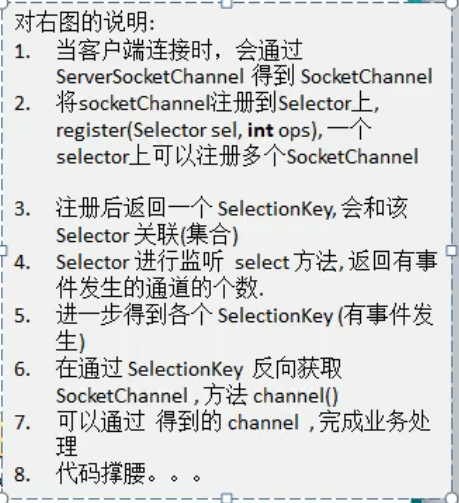 对右图的说明:
1. 当客户端连接时，会通过
ServerSocketChannel 得到 SocketChannel
2. 将socketChannel注册到Selector上,
register(Selector sel, int ops), 一个
selector上可以注册多个SocketChannel
3. 注册后返回一个 SelectionKey, 会和该
Selector 关联(集合)
4. Selector 进行监听 select 方法, 返回有事
件发生的通道的个数.
5. 进一步得到各个 SelectionKey (有事件发
生)
6. 在通过 SelectionKey 反向获取
SocketChannel , 方法 channel()
7. 可以通过 得到的 channel , 完成业务处
理
8. 代码撑腰。。。